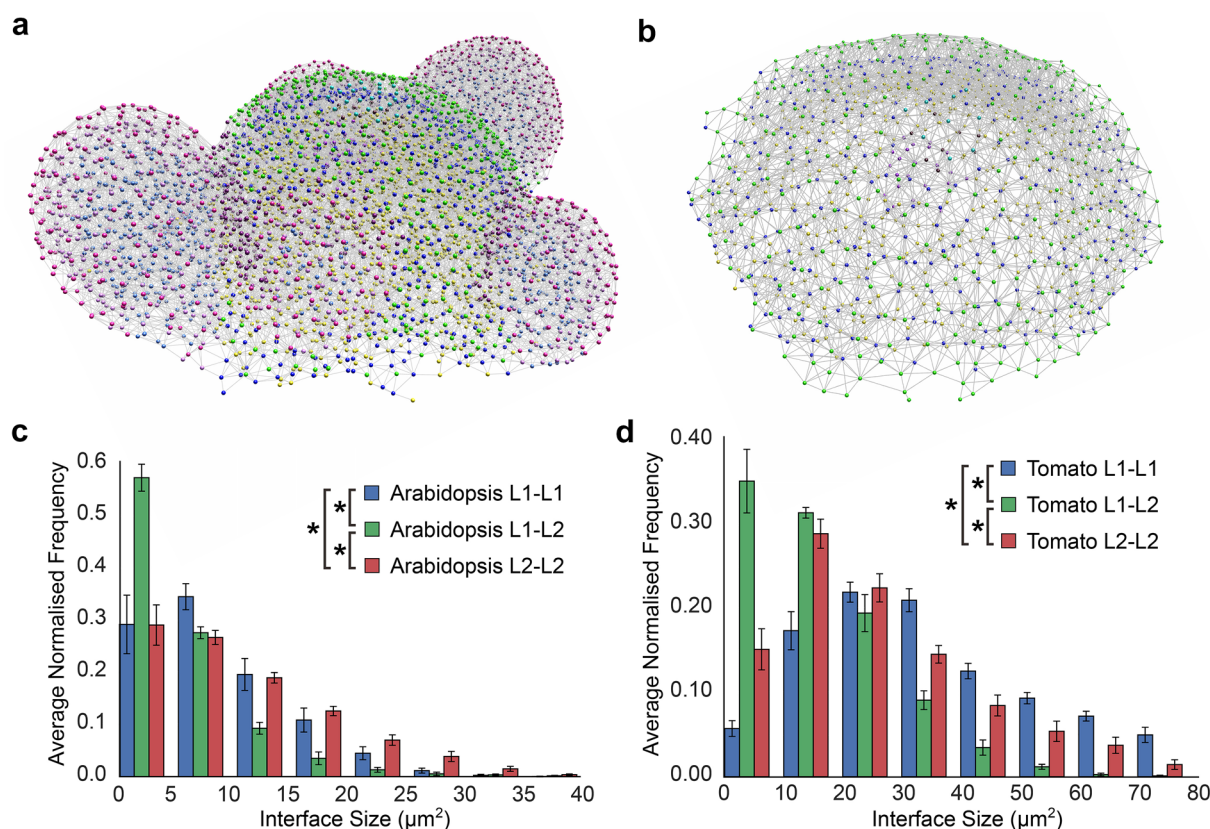 a
b
c
Average Normalised Frequency
0.6
0.5
0.4
0.3
0.2
0.1
0.0
0 5 10 15 20 25 30 35 40
Interface Size (µm²)
* Arabidopsis L1-L1
* Arabidopsis L1-L2
* Arabidopsis L2-L2
d
Average Normalised Frequency
0.40
0.30
0.20
0.10
0.00
0 10 20 30 40 50 60 70 80
Interface Size (µm²)
* Tomato L1-L1
* Tomato L1-L2
* Tomato L2-L2